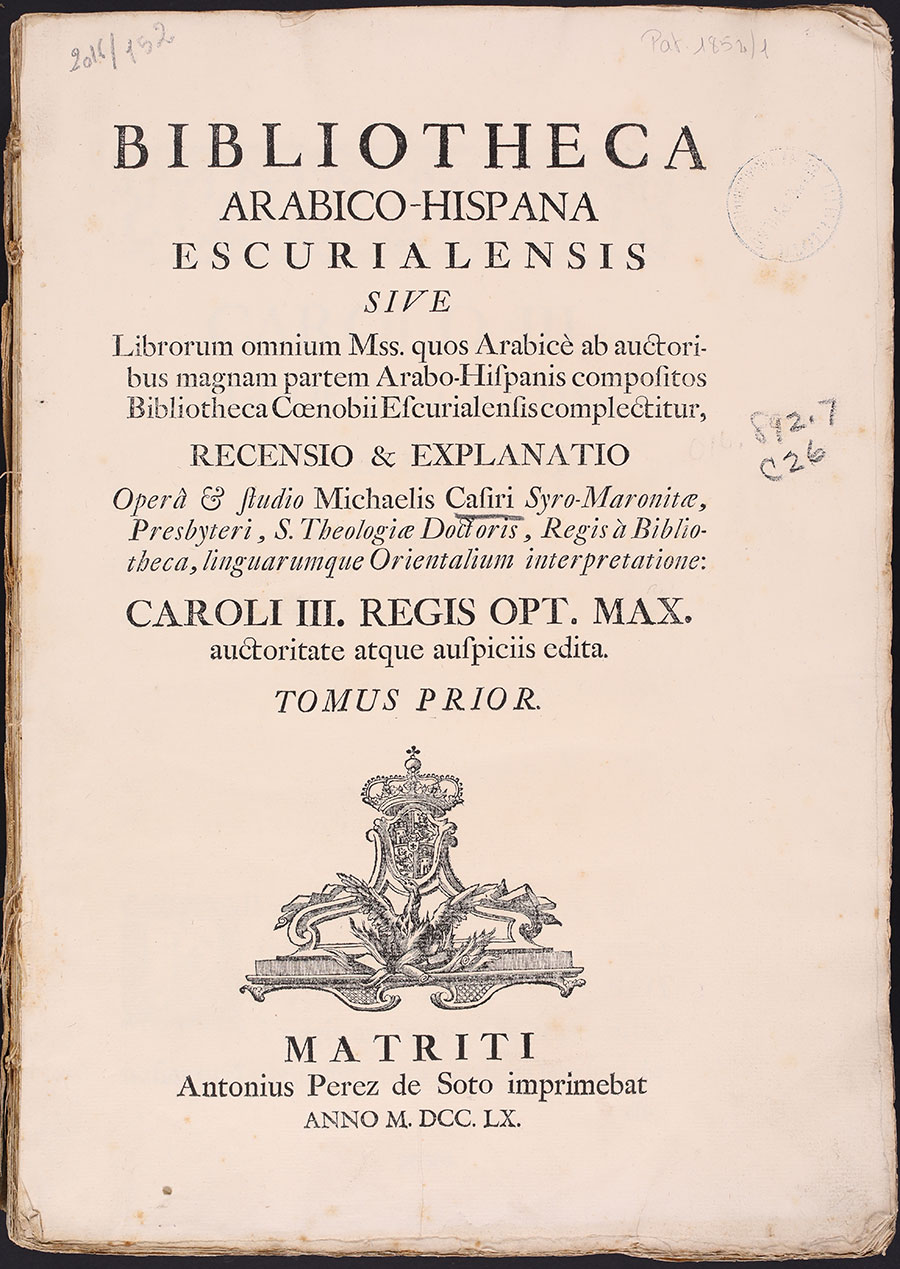 2016/152
Pat. 1852/1
BIBLIOTHECA
ARABICO-HISPANA
ESCURIALENSIS
SIVE
Librorum omnium Mss. quos Arabicè ab auctori-
bus magnam partem Arabo-Hiſpanis compoſitos
Bibliotheca Cœnobii Eſcurialenſis complectitur,
892.7
C26
RECENSIO & EXPLANATIO
Operâ & ſtudio Michaelis Caſiri Syro-Maronitæ,
Presbyteri, S. Theologiæ Doctoris, Regis à Biblio-
theca, linguarumque Orientalium interpretatione:
CAROLI III. REGIS OPT. MAX.
auctoritate atque auſpiciis edita.
TOMUS PRIOR.
MATRITI
Antonius Perez de Soto imprimebat
ANNO M. DCC. LX.